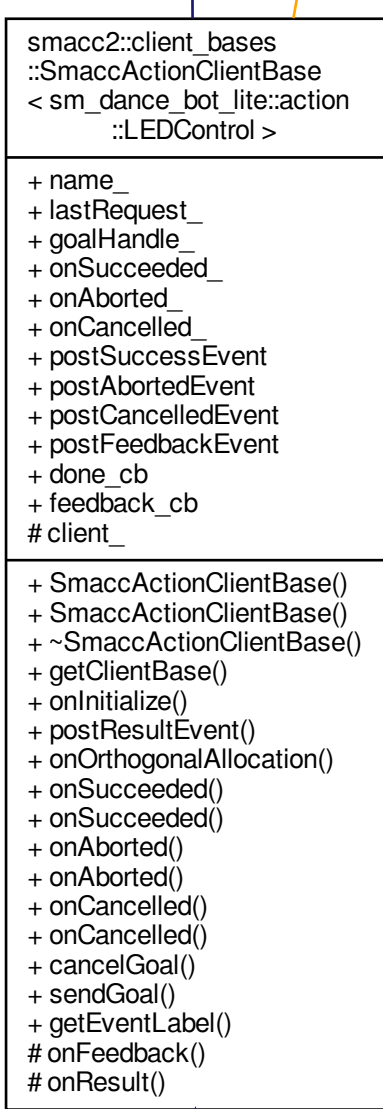 smacc2::client_bases
::SmaccActionClientBase
< sm_dance_bot_lite::action
::LEDControl >
+ name_
+ lastRequest_
+ goalHandle_
+ onSucceeded_
+ onAborted_
+ onCancelled_
+ postSuccessEvent
+ postAbortedEvent
+ postCancelledEvent
+ postFeedbackEvent
+ done_cb
+ feedback_cb
# client_
+ SmaccActionClientBase()
+ SmaccActionClientBase()
+ ~SmaccActionClientBase()
+ getClientBase()
+ onInitialize()
+ postResultEvent()
+ onOrthogonalAllocation()
+ onSucceeded()
+ onSucceeded()
+ onAborted()
+ onAborted()
+ onCancelled()
+ onCancelled()
+ cancelGoal()
+ sendGoal()
+ getEventLabel()
# onFeedback()
# onResult()